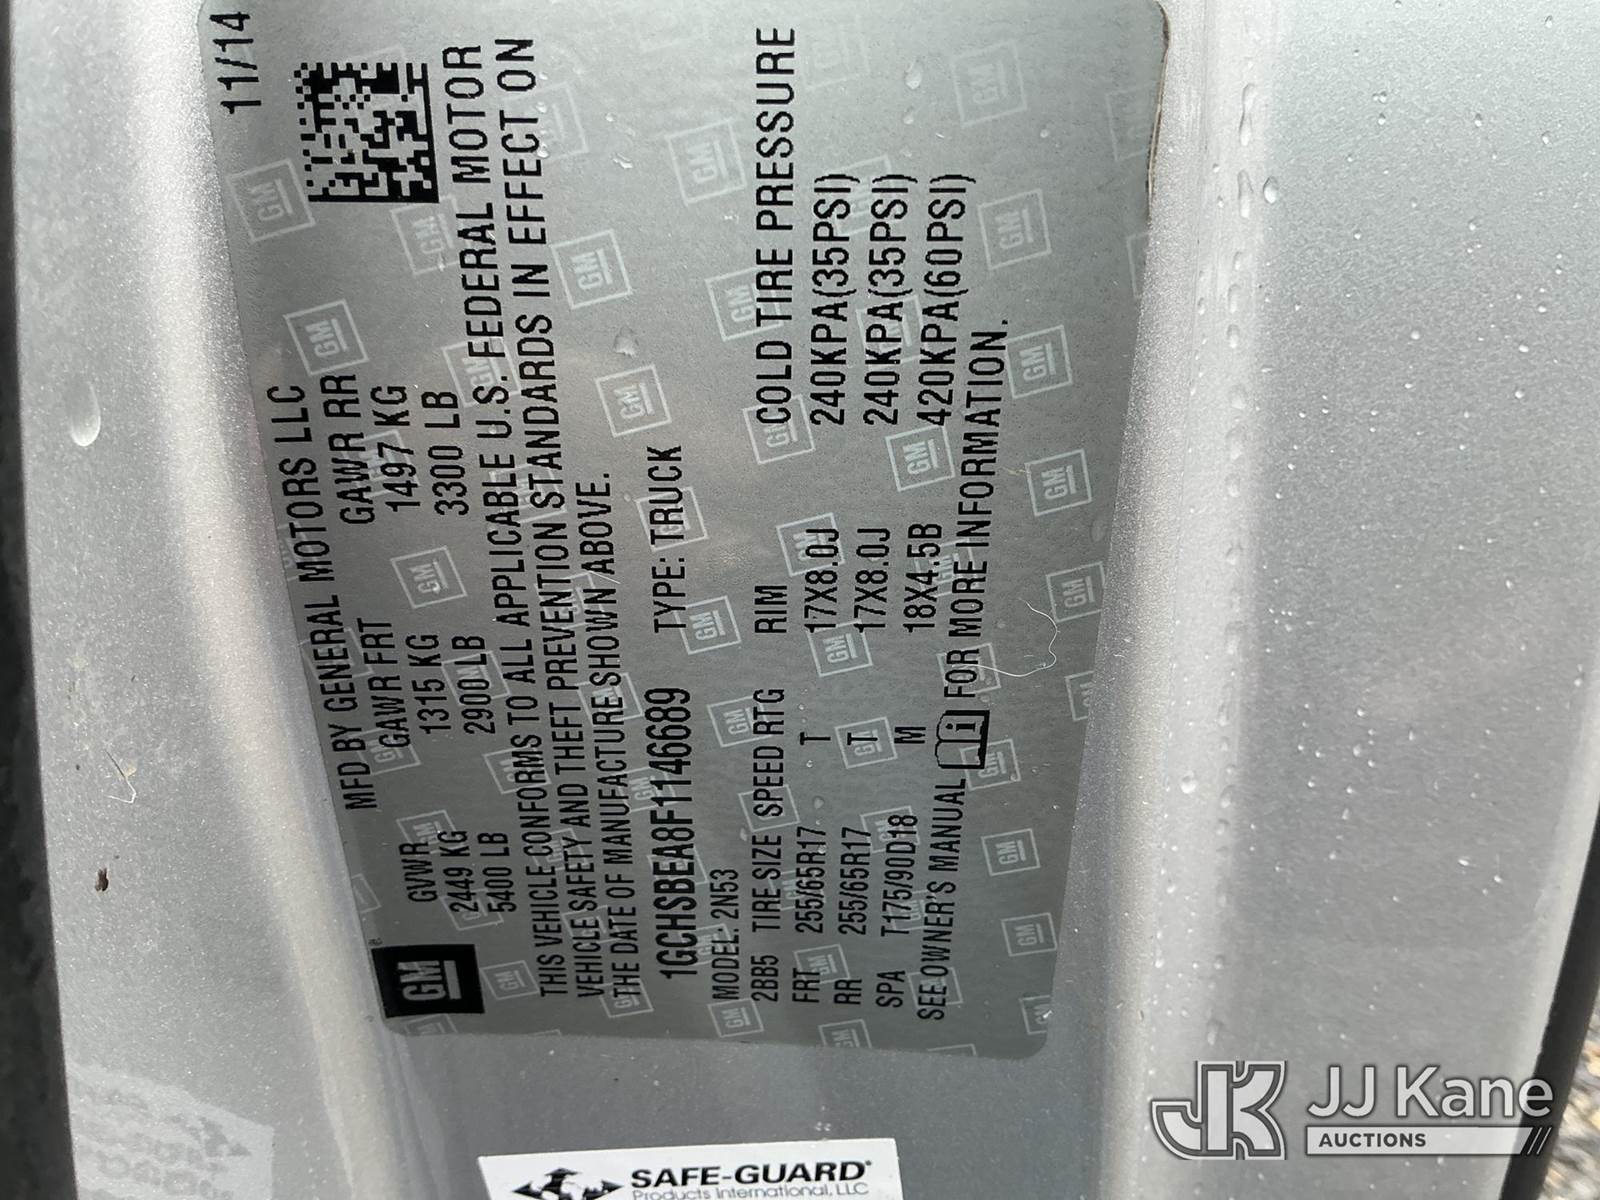 11/14
MFD BY GENERAL MOTORS LLC
GVWR GAWR FRT GAWR RR
2449 KG 1315 KG 1497 KG
5400 LB 2900 LB 3300 LB
GM
THIS VEHICLE CONFORMS TO ALL APPLICABLE U.S. FEDERAL MOTOR
VEHICLE SAFETY AND THEFT PREVENTION STANDARDS IN EFFECT ON
THE DATE OF MANUFACTURE SHOWN ABOVE.
1GCHSBEA8F1146689 TYPE: TRUCK
MODEL: 2N53
2BB5 TIRE SIZE SPEED RTG RIM COLD TIRE PRESSURE
FRT 255/65R17 T 17X8.0J 240KPA(35PSI)
RR 255/65R17 T 17X8.0J 240KPA(35PSI)
SPA T175/90D18 M 18X4.5B 420KPA(60PSI)
SEE OWNER'S MANUAL i FOR MORE INFORMATION.
SAFE-GUARD
Products International, LLC
JK JJ Kane
AUCTIONS